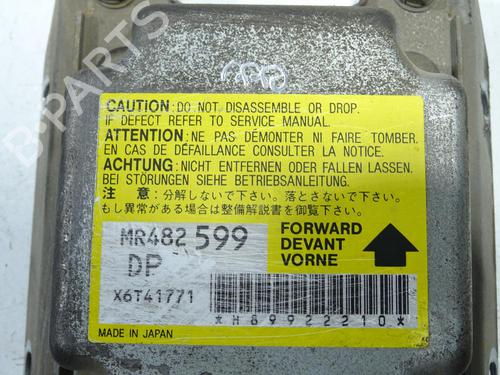 B-PARTS
CAUTION: DO NOT DISASSEMBLE OR DROP.
IF DEFECT REFER TO SERVICE MANUAL.
ATTENTION: NE PAS DÉMONTER NI FAIRE TOMBER.
EN CAS DE DÉFAILLANCE CONSULTER LA NOTICE.
ACHTUNG: NICHT ENTFERNEN ODER FALLEN LASSEN.
BEI STÖRUNGEN SIEHE BETRIEBSANLEITUNG.
注 意: 分解しないで下さい。落とさないで下さい。
もし異常がある場合は整備解説書を御覧下さい。
MR482 599
DP
X6T41771
FORWARD
DEVANT
VORNE
*H89922210*
MADE IN JAPAN